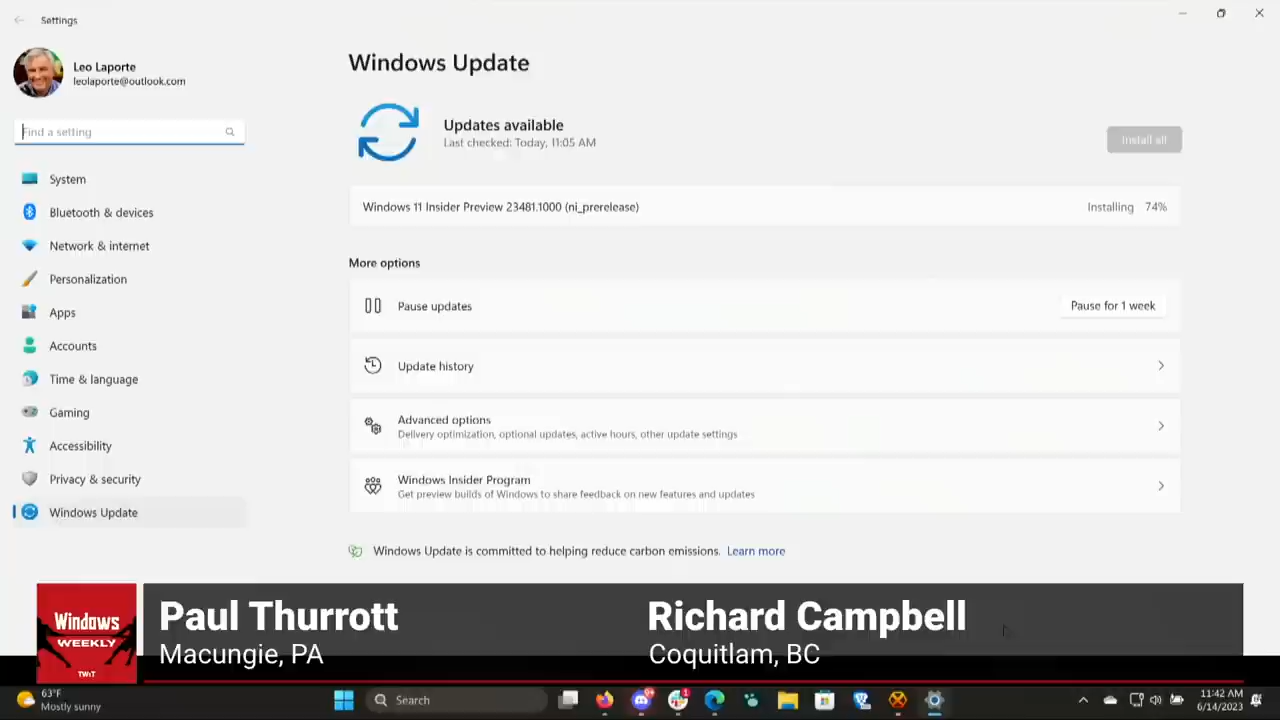 Settings
Leo Laporte
leolaporte@outlook.com
Find a setting
System
Bluetooth & devices
Network & internet
Personalization
Apps
Accounts
Time & language
Gaming
Accessibility
Privacy & security
Windows Update
Windows Update
Updates available
Last checked: Today, 11:05 AM
Install all
Windows 11 Insider Preview 23481.1000 (ni_prerelease)
Installing 74%
More options
Pause updates
Pause for 1 week
Update history
Advanced options
Delivery optimization, optional updates, active hours, other update settings
Windows Insider Program
Get preview builds of Windows to share feedback on new features and updates
Windows Update is committed to helping reduce carbon emissions. Learn more
Windows
WEEKLY
TWiT
Paul Thurrott
Macungie, PA
Richard Campbell
Coquitlam, BC
63°F
Mostly sunny
Search
11:42 AM
6/14/2023